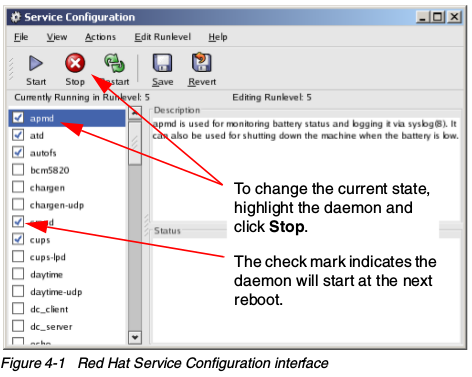 Service Configuration
File View Actions Edit Runlevel Help
Start Stop Restart Save Revert
Currently Running in Runlevel: 5 Editing Runlevel: 5
Description
apmd
apmd is used for monitoring battery status and logging it via syslog(8). It
can also be used for shutting down the machine when the battery is low.
atd
autofs
bcm5820
chargen
chargen-udp
To change the current state,
highlight the daemon and
click Stop.
Status
cups
cups-lpd
daytime
daytime-udp
dc_client
dc_server
The check mark indicates the
daemon will start at the next
reboot.
Figure 4-1 Red Hat Service Configuration interface